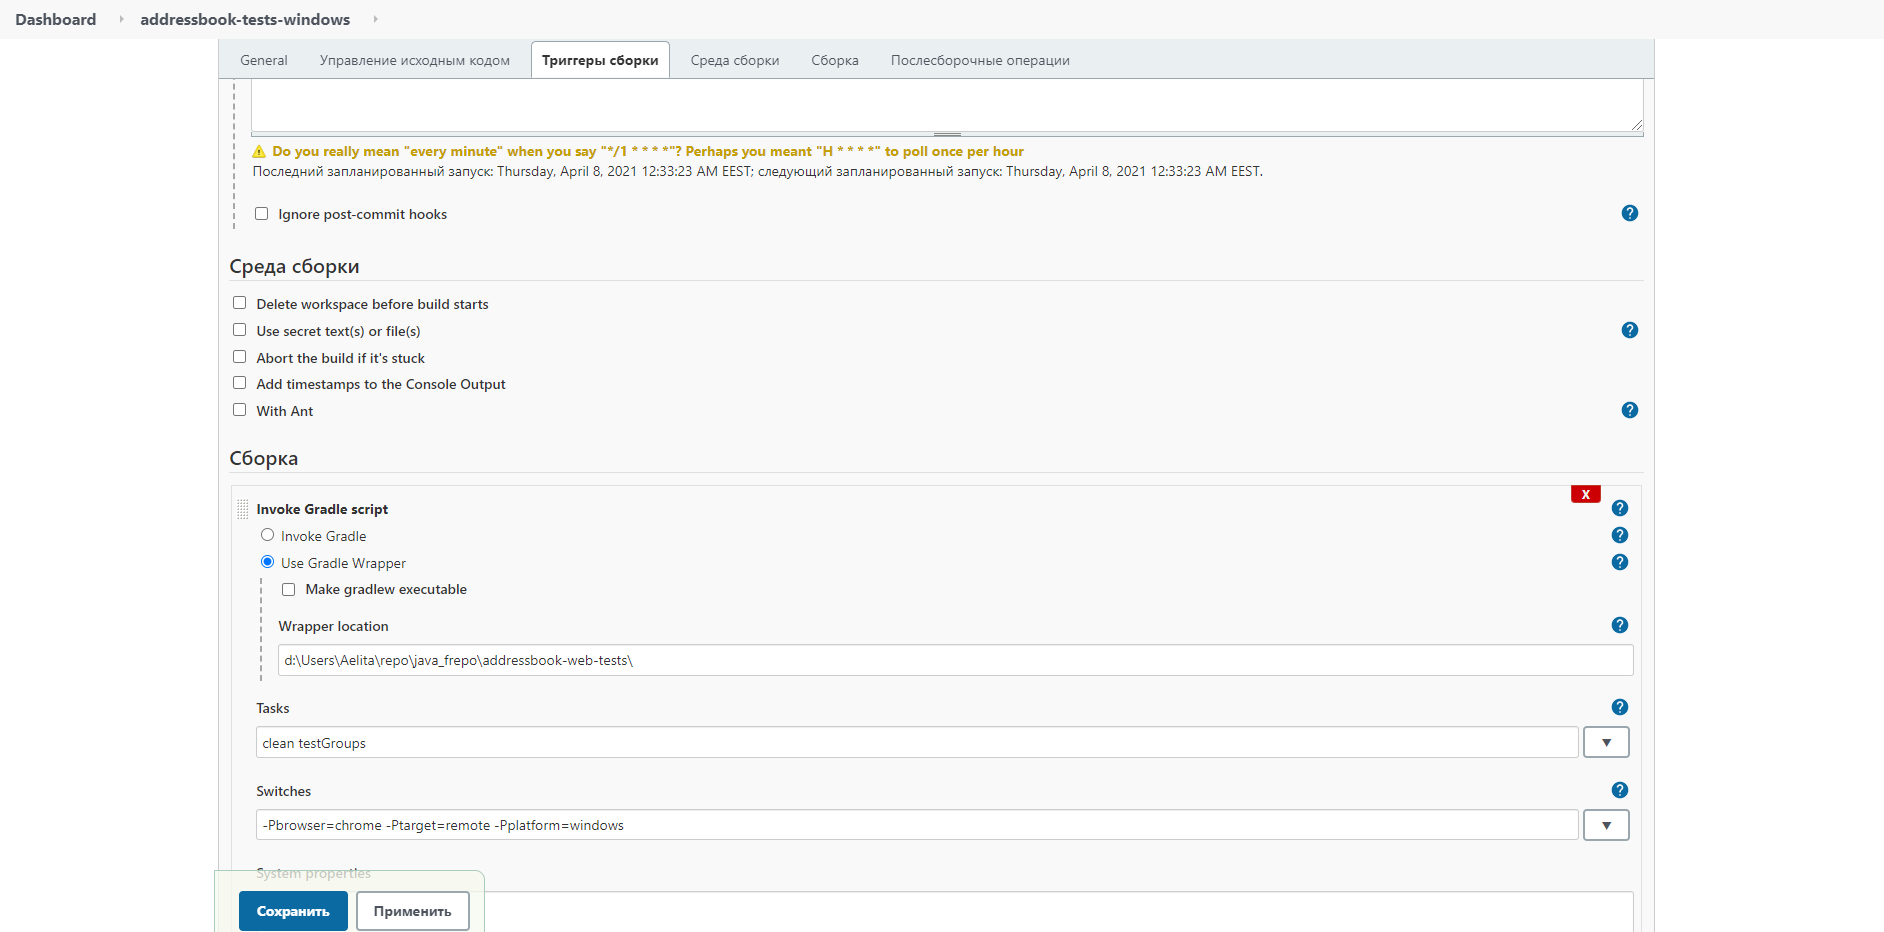 Dashboard addressbook-tests-windows
General Управление исходным кодом Триггеры сборки Среда сборки Сборка Послесборочные операции
Do you really mean "every minute" when you say "*/1 * * * *"? Perhaps you meant "H * * * *" to poll once per hour
Последний запланированный запуск: Thursday, April 8, 2021 12:33:23 AM EEST; следующий запланированный запуск: Thursday, April 8, 2021 12:33:23 AM EEST.
Ignore post-commit hooks ?
Среда сборки
Delete workspace before build starts
Use secret text(s) or file(s) ?
Abort the build if it's stuck
Add timestamps to the Console Output
With Ant ?
Сборка
X
Invoke Gradle script ?
Invoke Gradle ?
Use Gradle Wrapper ?
Make gradlew executable
Wrapper location ?
d:\Users\Aelita\repo\java_frepo\addressbook-web-tests\
Tasks ?
clean testGroups
Switches ?
-Pbrowser=chrome -Ptarget=remote -Pplatform=windows
System properties
Сохранить Применить